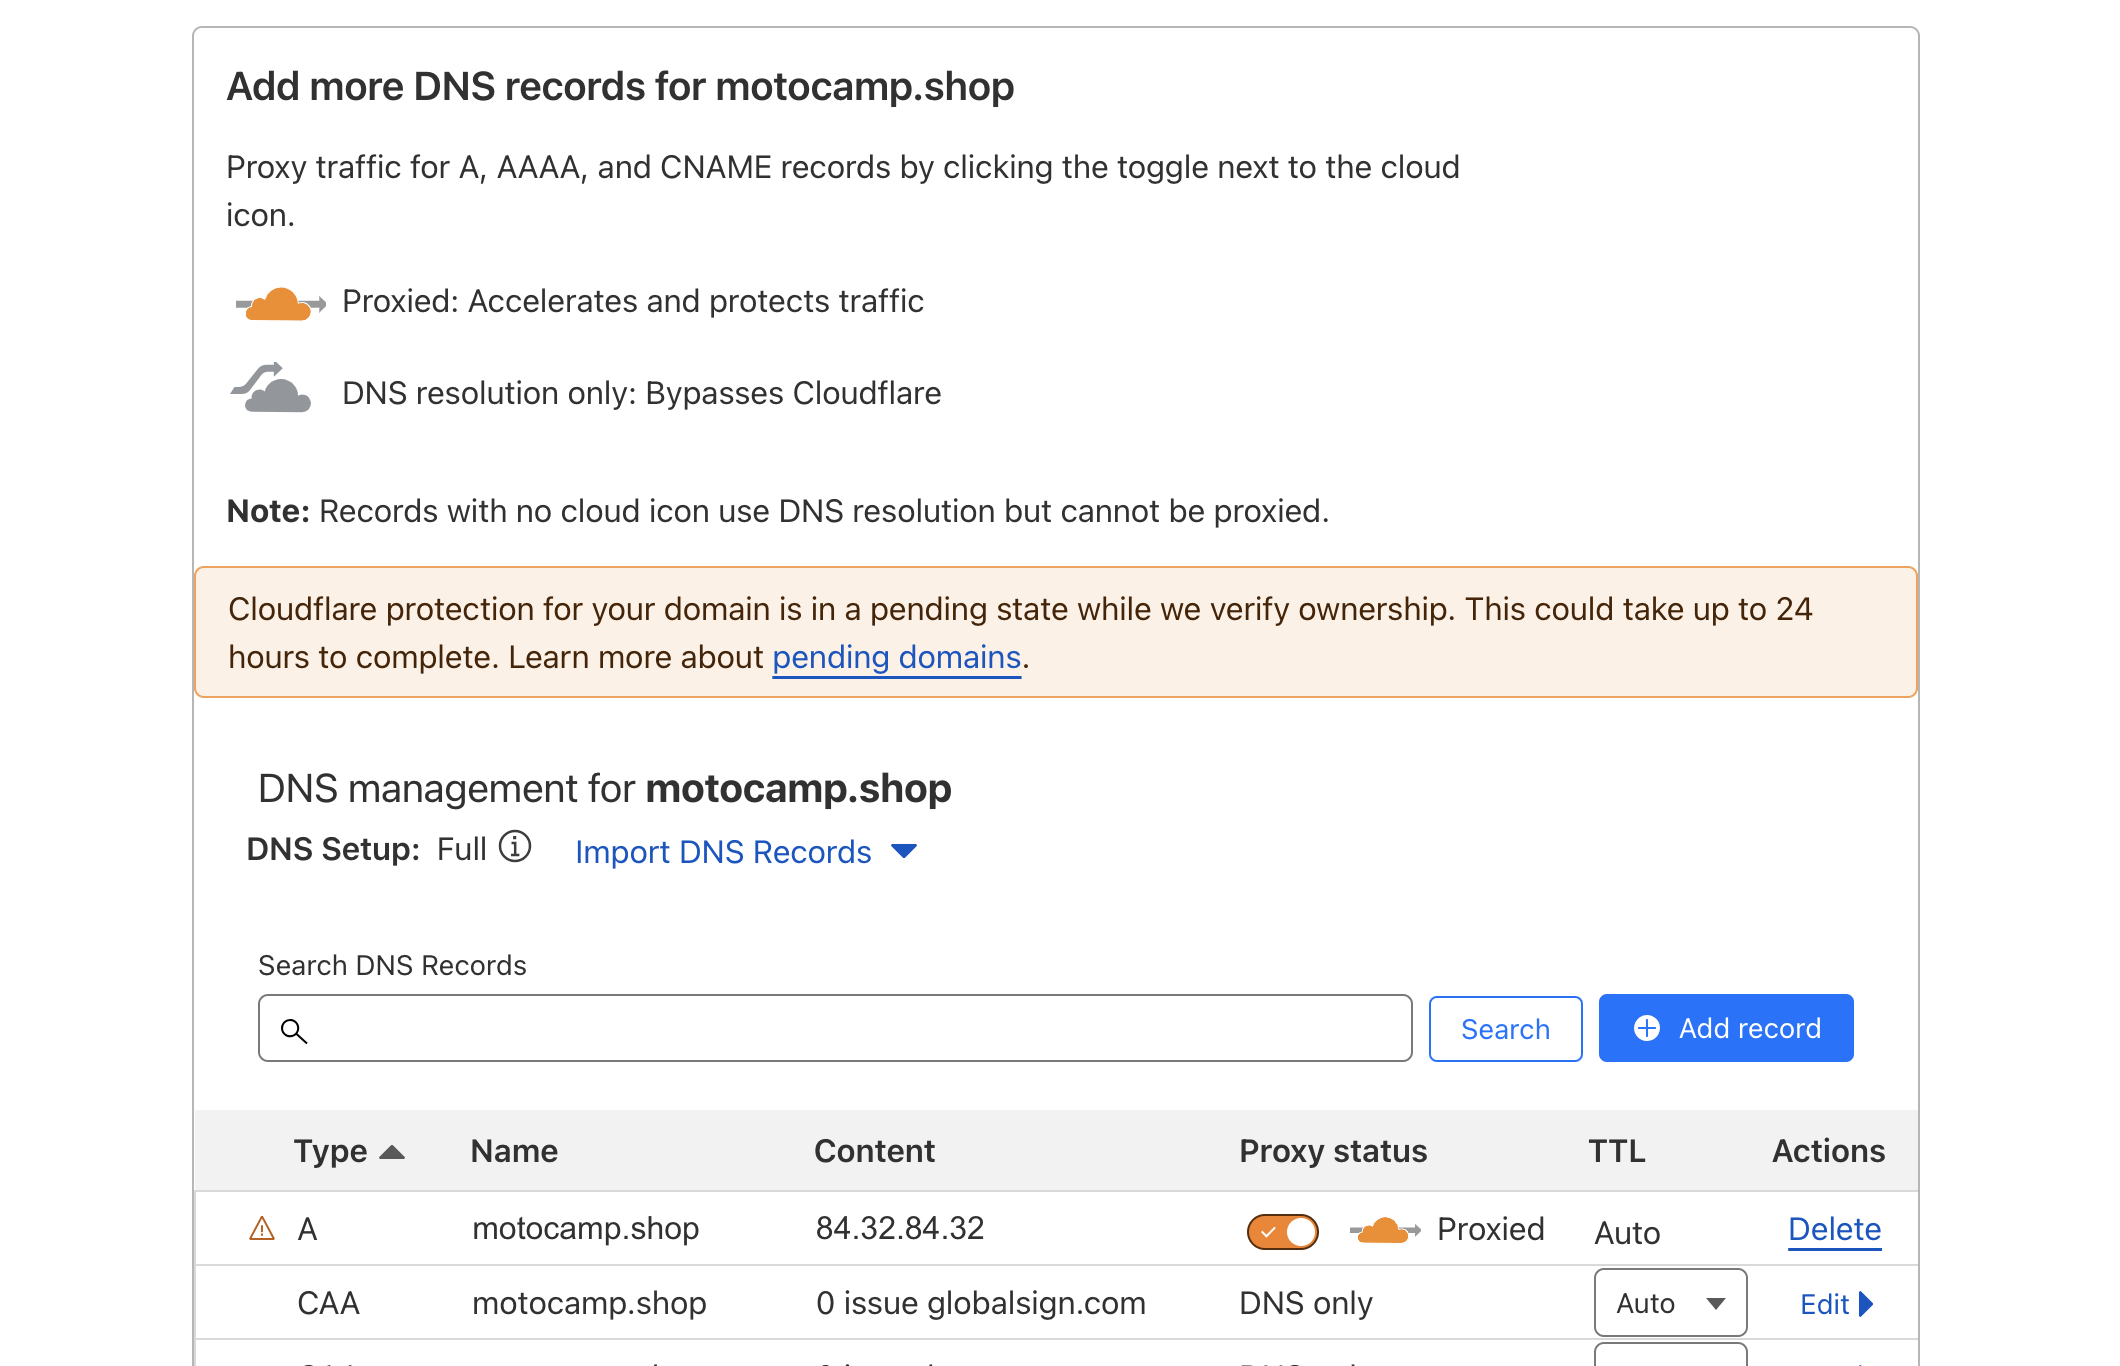 Add more DNS records for motocamp.shop
Proxy traffic for A, AAAA, and CNAME records by clicking the toggle next to the cloud
icon.
Proxied: Accelerates and protects traffic
DNS resolution only: Bypasses Cloudflare
Note: Records with no cloud icon use DNS resolution but cannot be proxied.
Cloudflare protection for your domain is in a pending state while we verify ownership. This could take up to 24
hours to complete. Learn more about pending domains.
DNS management for motocamp.shop
DNS Setup: Full Import DNS Records
Search DNS Records
Search Add record
Type Name Content Proxy status TTL Actions
A motocamp.shop 84.32.84.32 Proxied Auto Delete
CAA motocamp.shop 0 issue globalsign.com DNS only Auto Edit